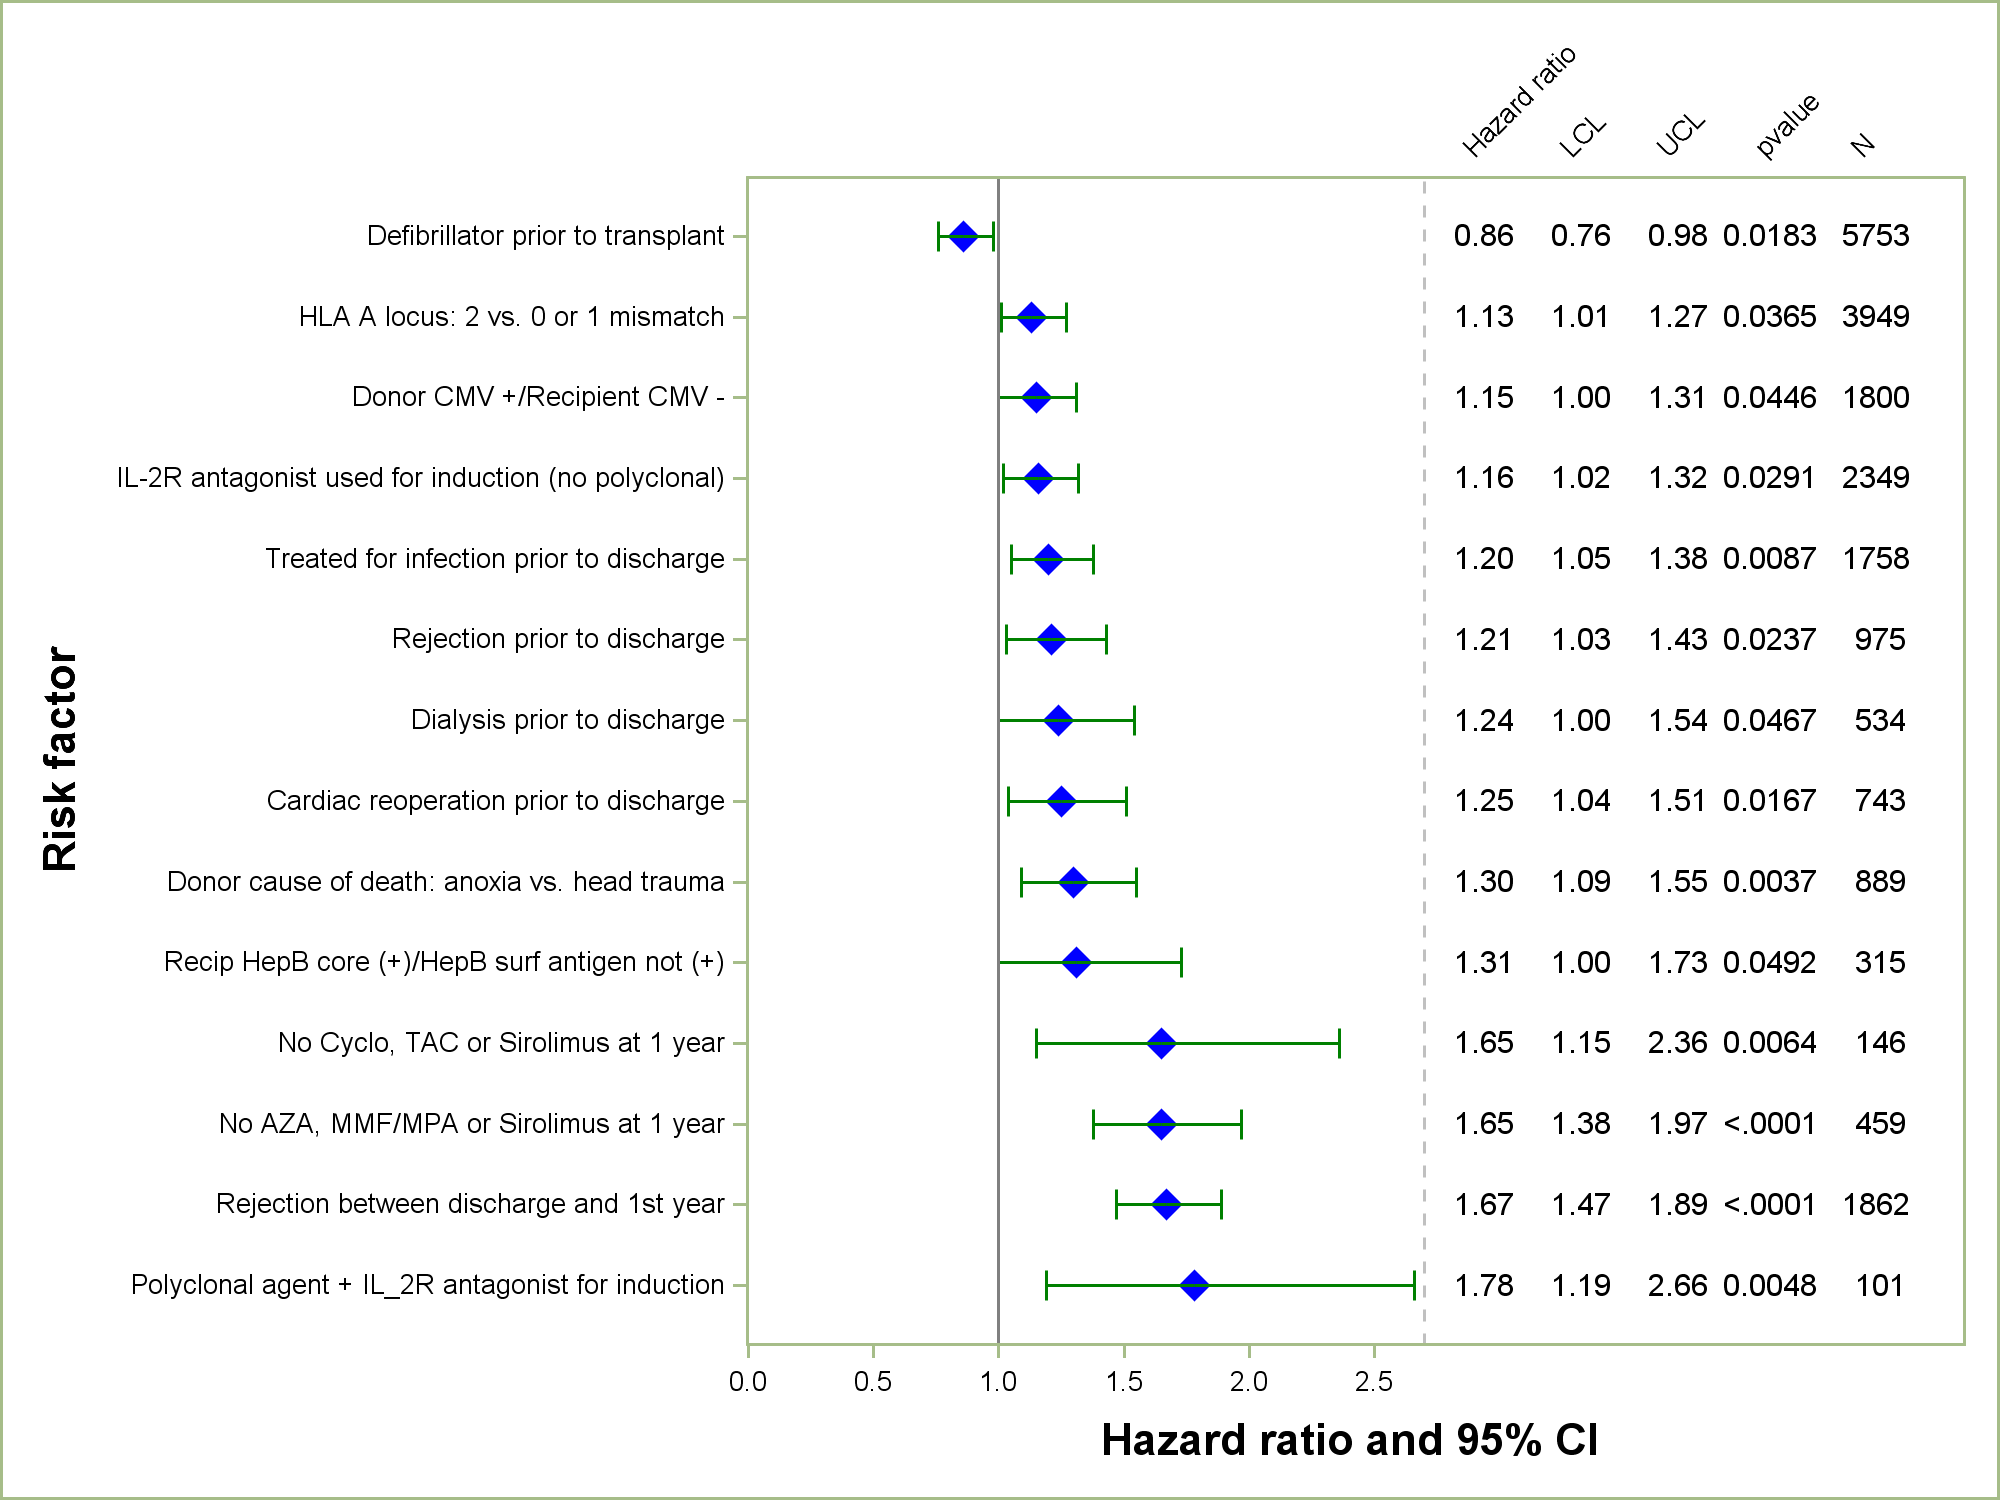 Hazard ratio LCL UCL pvalue N
Defibrillator prior to transplant 0.86 0.76 0.98 0.0183 5753
HLA A locus: 2 vs. 0 or 1 mismatch 1.13 1.01 1.27 0.0365 3949
Donor CMV +/Recipient CMV - 1.15 1.00 1.31 0.0446 1800
IL-2R antagonist used for induction (no polyclonal) 1.16 1.02 1.32 0.0291 2349
Treated for infection prior to discharge 1.20 1.05 1.38 0.0087 1758
Rejection prior to discharge 1.21 1.03 1.43 0.0237 975
Dialysis prior to discharge 1.24 1.00 1.54 0.0467 534
Cardiac reoperation prior to discharge 1.25 1.04 1.51 0.0167 743
Donor cause of death: anoxia vs. head trauma 1.30 1.09 1.55 0.0037 889
Recip HepB core (+)/HepB surf antigen not (+) 1.31 1.00 1.73 0.0492 315
No Cyclo, TAC or Sirolimus at 1 year 1.65 1.15 2.36 0.0064 146
No AZA, MMF/MPA or Sirolimus at 1 year 1.65 1.38 1.97 <.0001 459
Rejection between discharge and 1st year 1.67 1.47 1.89 <.0001 1862
Polyclonal agent + IL_2R antagonist for induction 1.78 1.19 2.66 0.0048 101
Risk factor
0.0 0.5 1.0 1.5 2.0 2.5
Hazard ratio and 95% CI